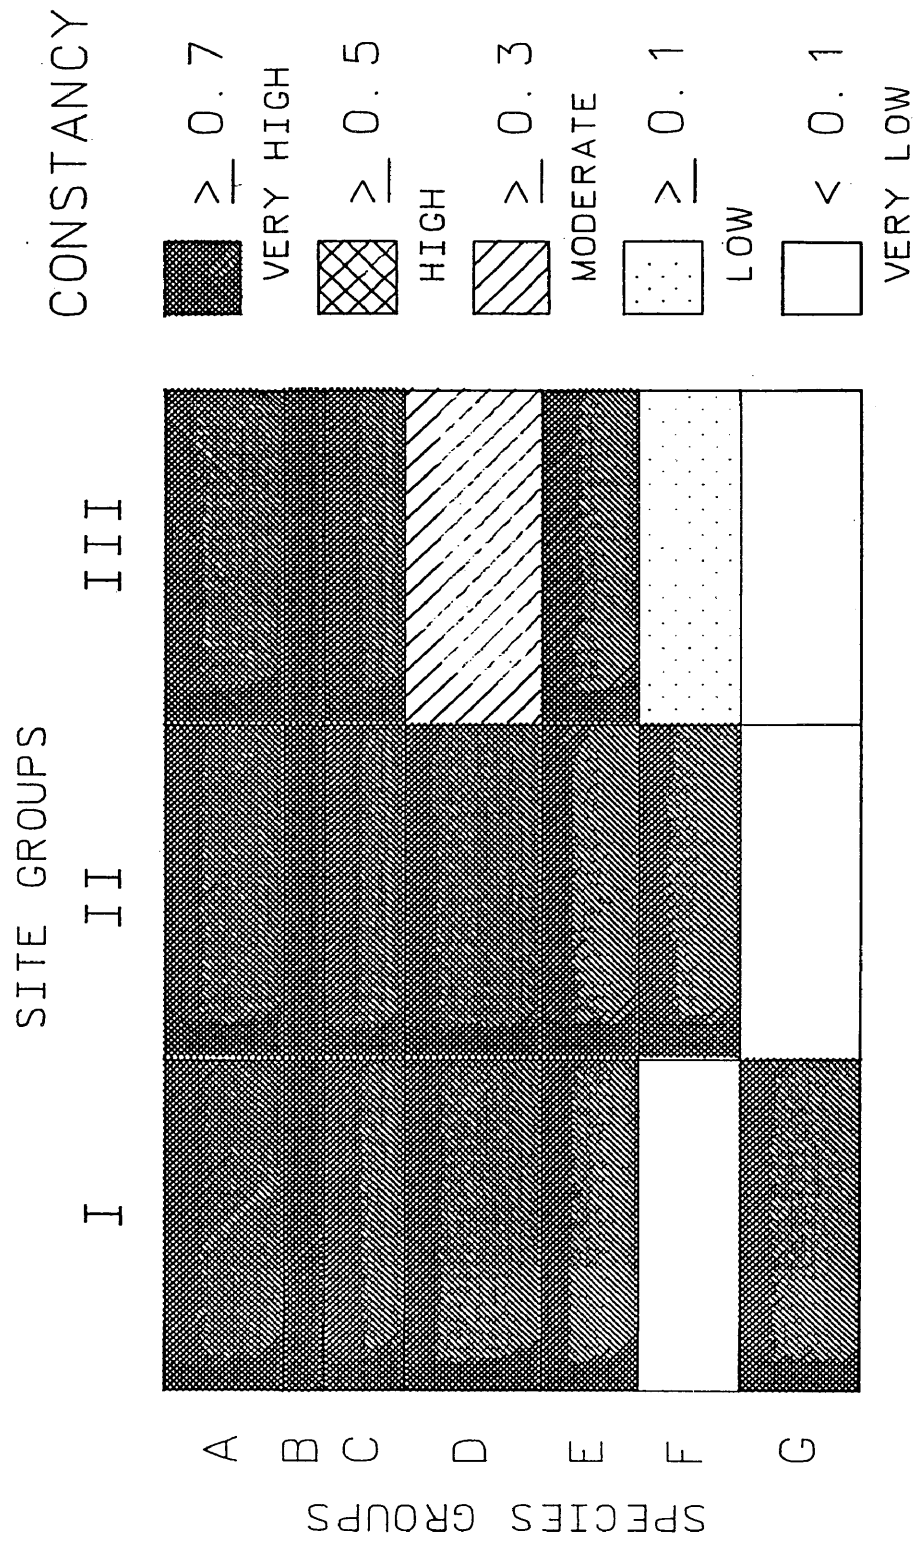 SITE GROUPS
I II III
CONSTANCY
SPECIES GROUPS
A
B
C
D
E
F
G
≥ 0.7
VERY HIGH
≥ 0.5
HIGH
≥ 0.3
MODERATE
≥ 0.1
LOW
< 0.1
VERY LOW